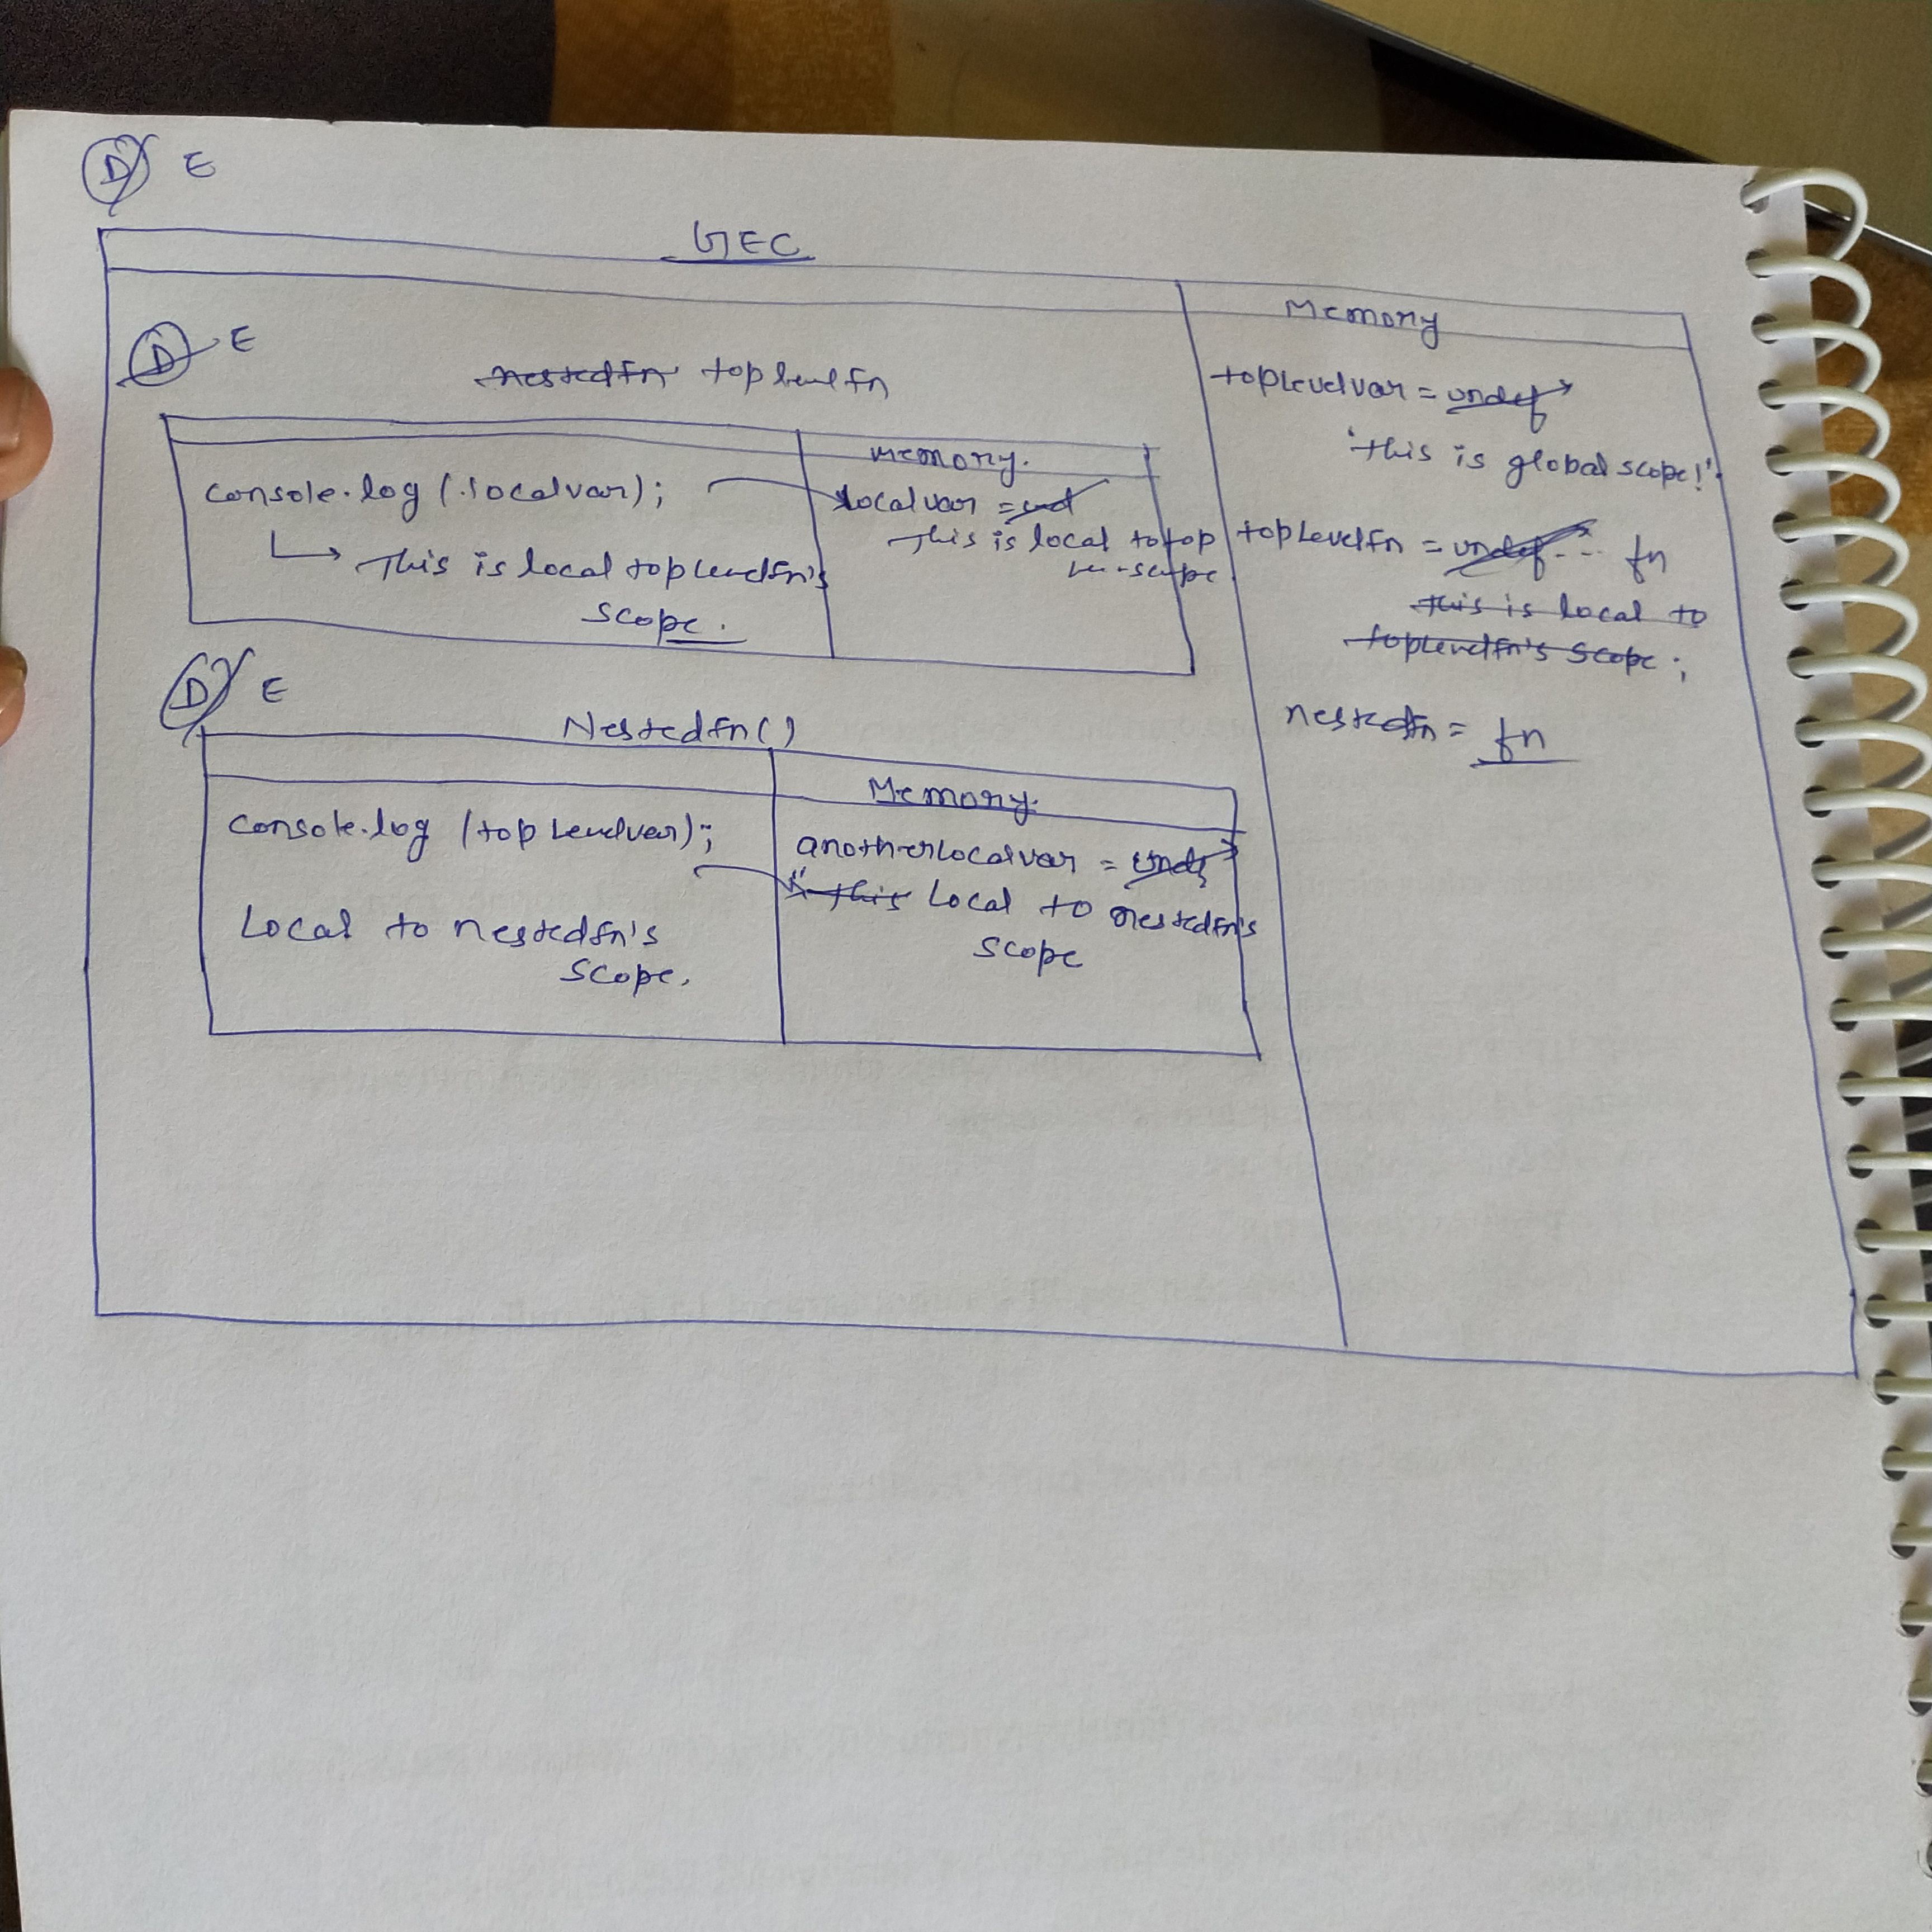 D E
GEC
Memory
D E
nestedfn toplevelfn
toplevelvar = undef
'This is global scope!'
memory.
console.log (localvar);
localvar = und
This is local to top
scope
This is local toplevelfn's
scope.
topLevelfn = undef... fn
This is local to
toplevelfn's scope;
D E
Nestedfn()
nestedfn = fn
Memory.
console.log (topLevelvar);
anotherLocalvar = undf
"This Local to nestedfn's
scope
Local to nestedfn's
scope.